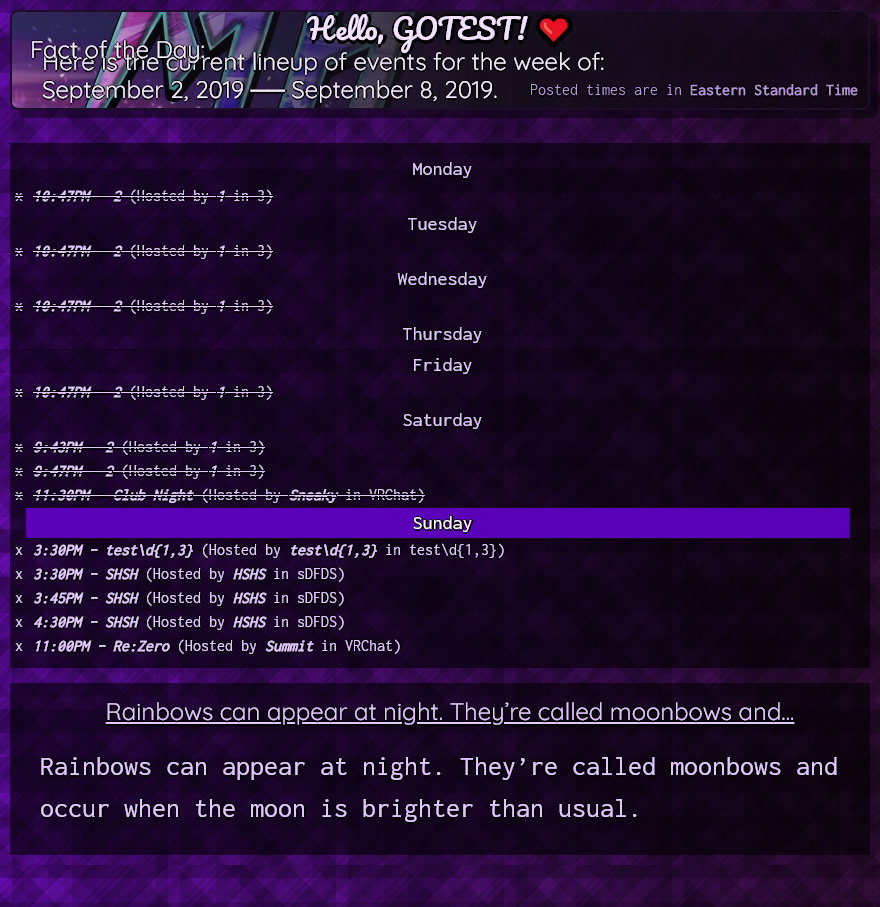 Hello, GOTEST! ❤️
Fact of the Day:
Here is the current lineup of events for the week of:
September 2, 2019 —— September 8, 2019.
Posted times are in Eastern Standard Time
Monday
x 10:47PM - 2 (Hosted by 1 in 3)
Tuesday
x 10:47PM - 2 (Hosted by 1 in 3)
Wednesday
x 10:47PM - 2 (Hosted by 1 in 3)
Thursday
Friday
x 10:47PM - 2 (Hosted by 1 in 3)
Saturday
x 9:43PM - 2 (Hosted by 1 in 3)
x 9:47PM - 2 (Hosted by 1 in 3)
x 11:30PM - Club Night (Hosted by Sneaky in VRChat)
Sunday
x 3:30PM - test\d{1,3} (Hosted by test\d{1,3} in test\d{1,3})
x 3:30PM - SHSH (Hosted by HSHS in sDFDS)
x 3:45PM - SHSH (Hosted by HSHS in sDFDS)
x 4:30PM - SHSH (Hosted by HSHS in sDFDS)
x 11:00PM - Re:Zero (Hosted by Summit in VRChat)
Rainbows can appear at night. They’re called moonbows and...
Rainbows can appear at night. They’re called moonbows and
occur when the moon is brighter than usual.